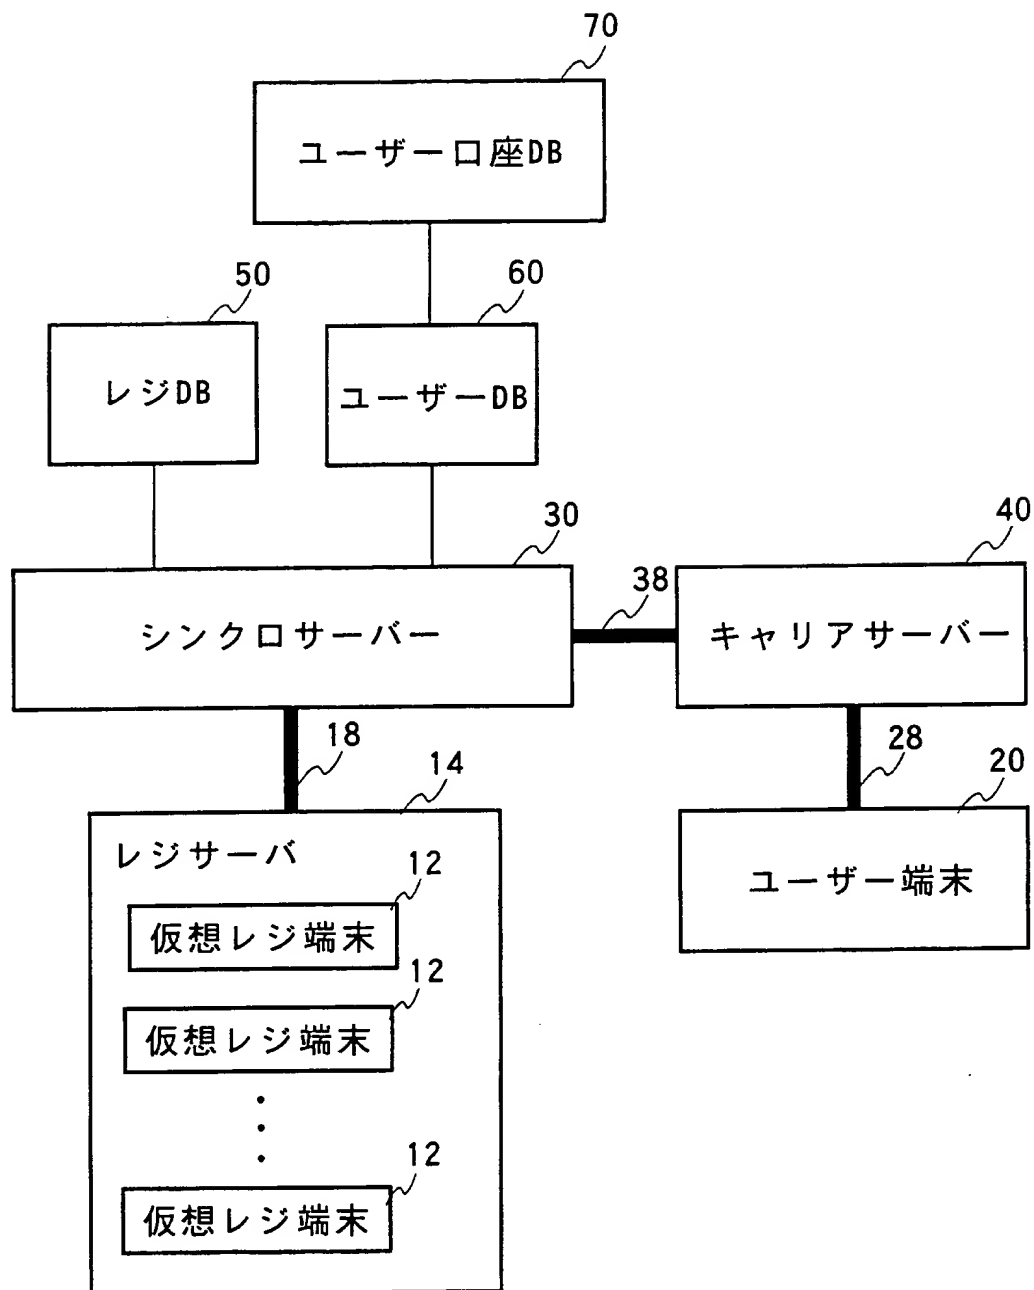 70
ユーザー口座DB
50
60
レジDB
ユーザーDB
30
40
38
シンクロサーバー
キャリアサーバー
18
28
14
20
レジサーバ
ユーザー端末
12
仮想レジ端末
12
仮想レジ端末
12
仮想レジ端末